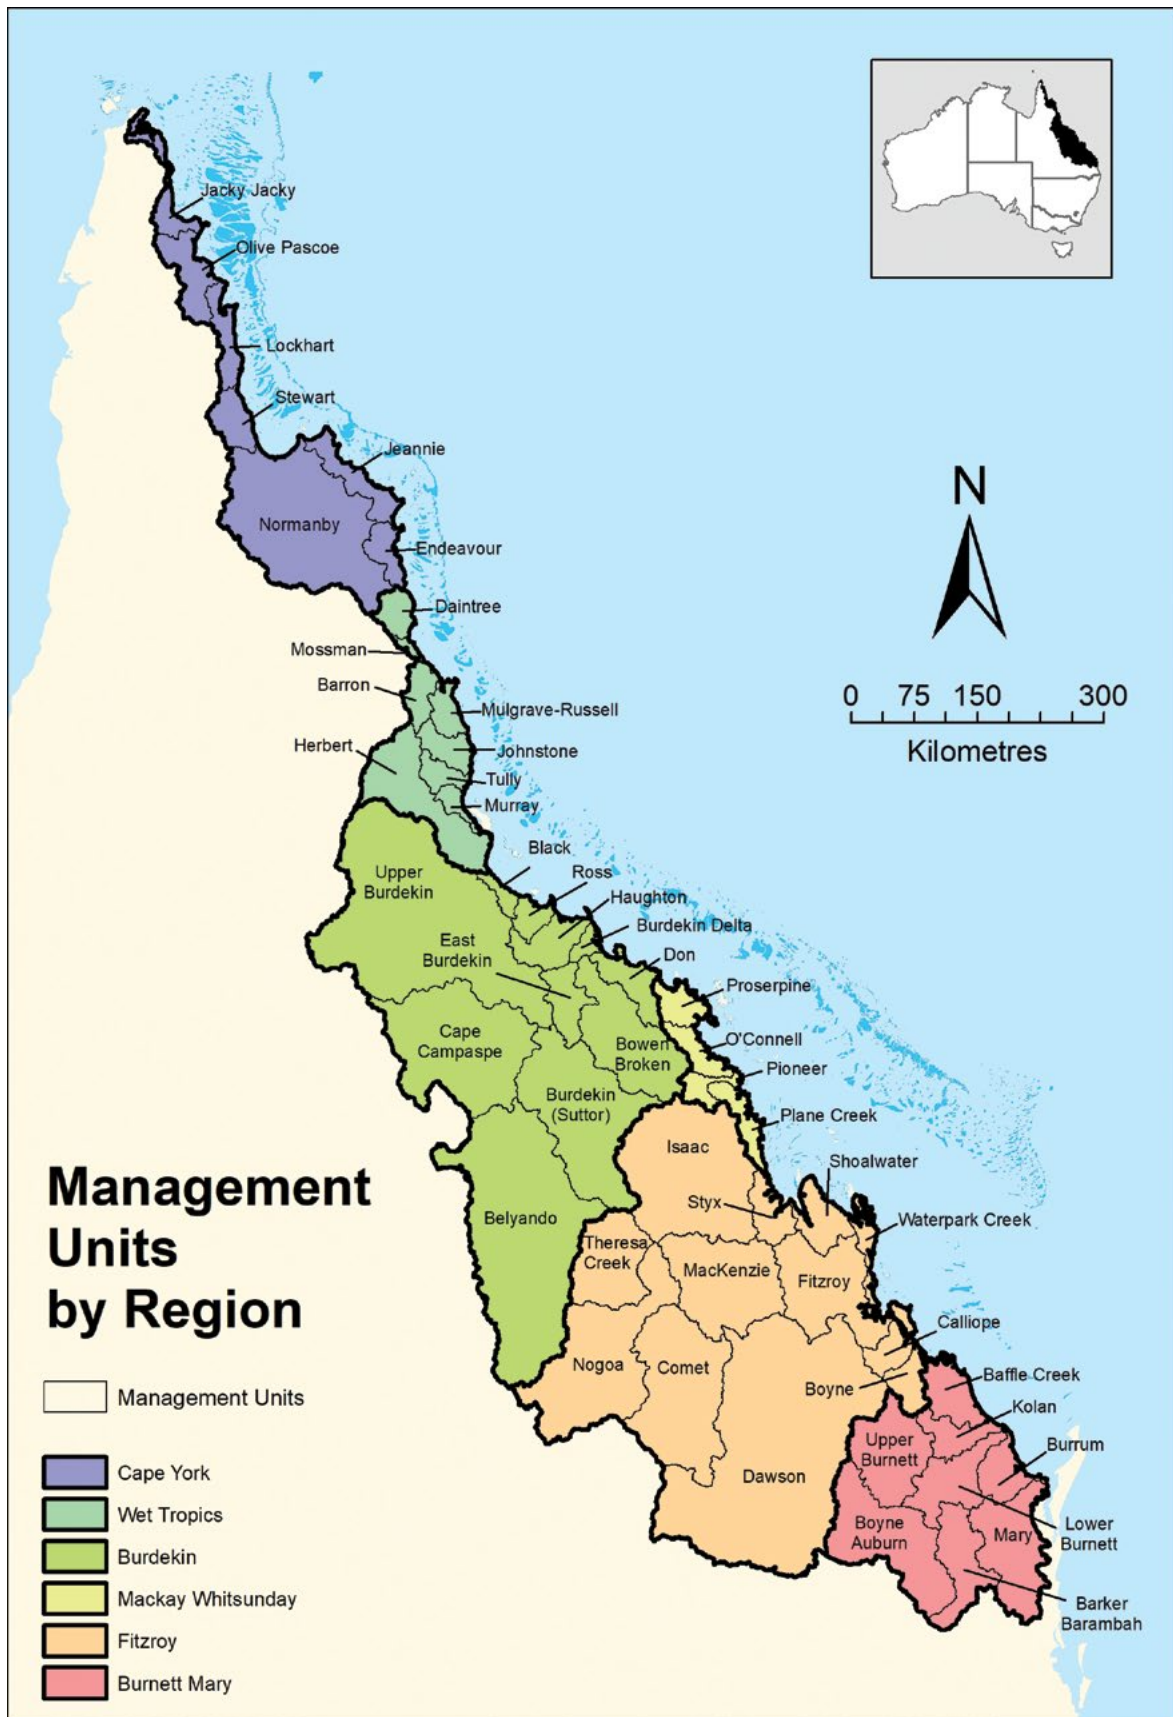 Jacky Jacky
Olive Pascoe
Lockhart
Stewart
Jeannie
Normanby
Endeavour
Daintree
Mossman
Barron
Mulgrave-Russell
Herbert
Johnstone
Tully
Murray
Black
Upper
Burdekin
Ross
Haughton
Burdekin Delta
East
Burdekin
Don
Proserpine
Cape
Campaspe
Bowen
Broken
O'Connell
Pioneer
Burdekin
(Suttor)
Plane Creek
Isaac
Shoalwater
Styx
Belyando
Waterpark Creek
Theresa
Creek
MacKenzie
Fitzroy
Calliope
Nogoa
Comet
Boyne
Baffle Creek
Kolan
Upper
Burnett
Burrum
Dawson
Boyne
Auburn
Mary
Lower
Burnett
Barker
Barambah
N
0 75 150 300
Kilometres
Management
Units
by Region
Management Units
Cape York
Wet Tropics
Burdekin
Mackay Whitsunday
Fitzroy
Burnett Mary